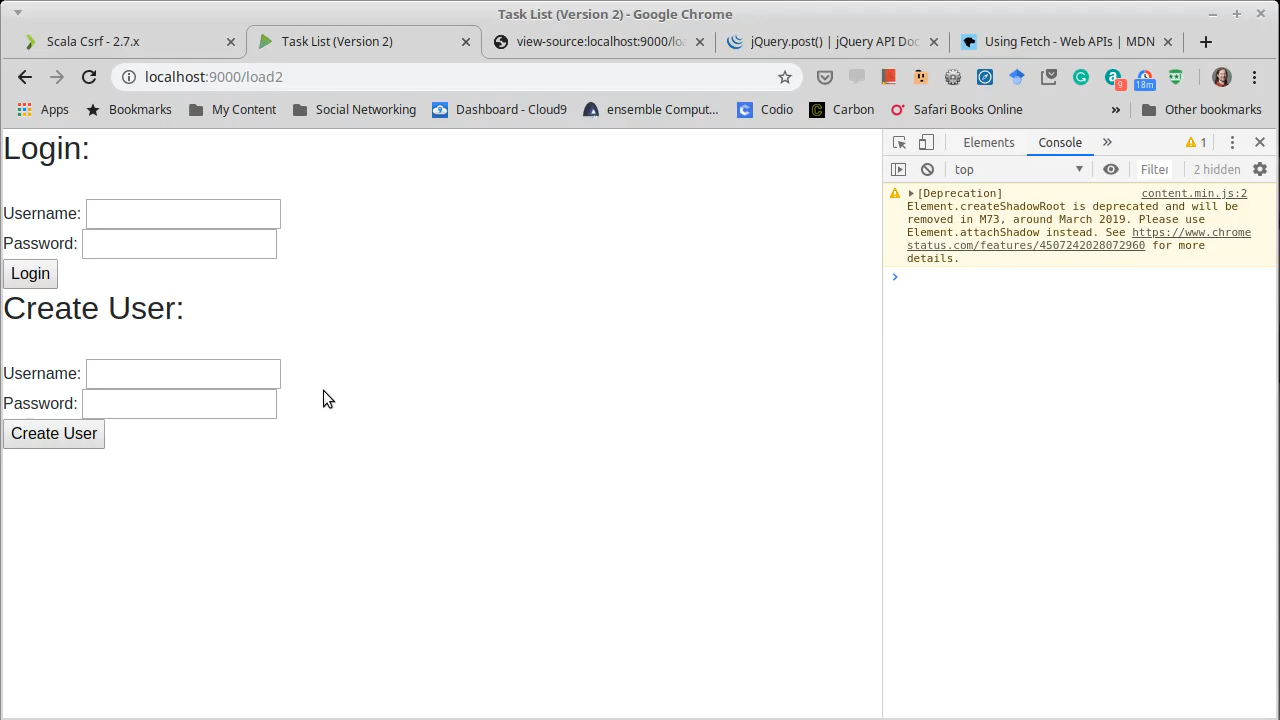 Task List (Version 2) - Google Chrome
Scala Csrf - 2.7.x
Task List (Version 2)
view-source:localhost:9000/loa
jQuery.post() | jQuery API Doc
Using Fetch - Web APIs | MDN
localhost:9000/load2
9
18m
Apps
Bookmarks
My Content
Social Networking
Dashboard - Cloud9
ensemble Comput...
Codio
Carbon
Safari Books Online
»
Other bookmarks
Login:
Username:
Password:
Login
Create User:
Username:
Password:
Create User
Elements
Console
»
1
top
Filter
2 hidden
[Deprecation] content.min.js:2
Element.createShadowRoot is deprecated and will be
removed in M73, around March 2019. Please use
Element.attachShadow instead. See https://www.chrome
status.com/features/4507242028072960 for more
details.